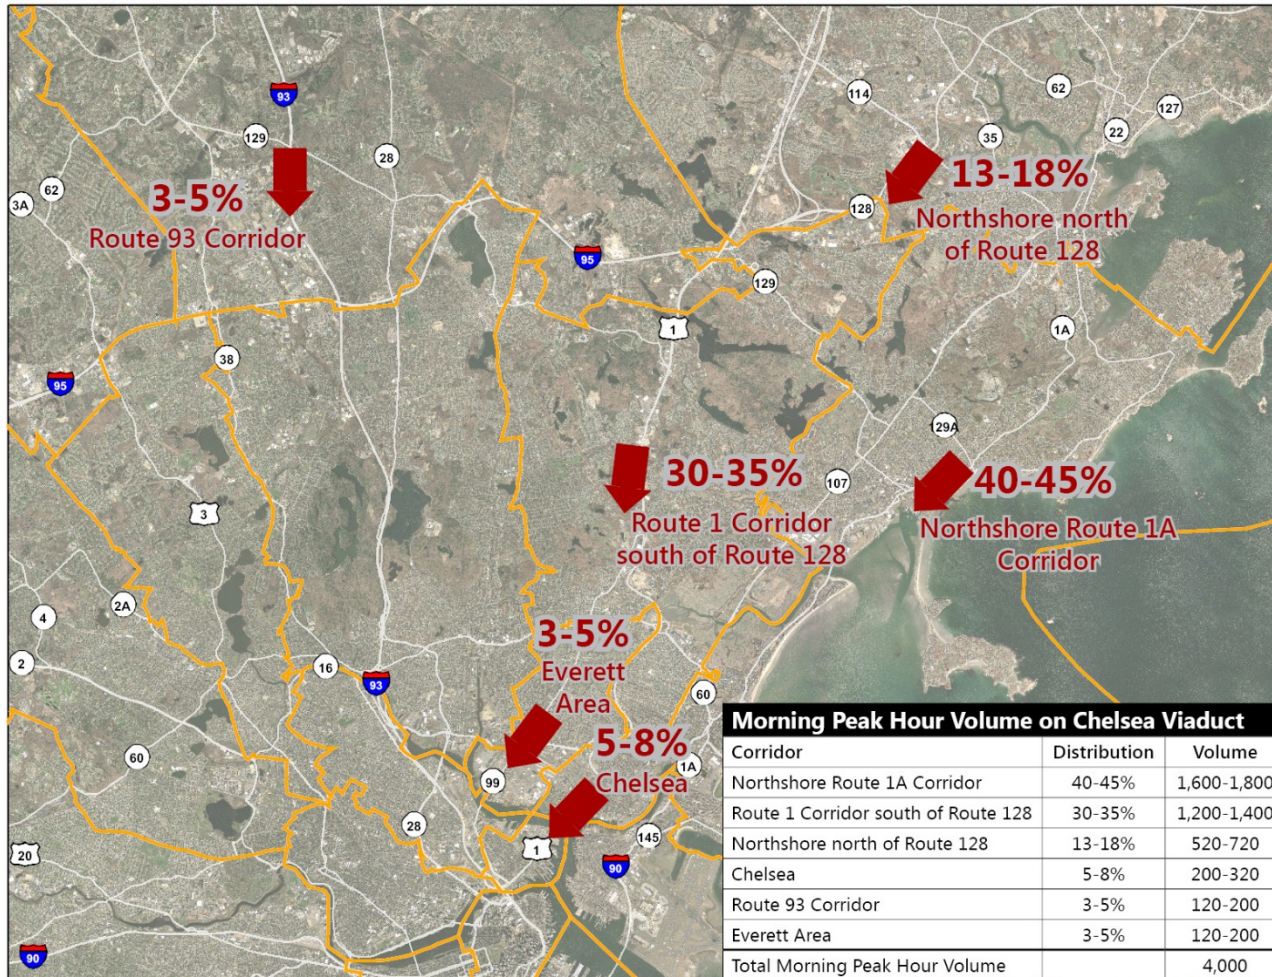 93
114
62
127
22
129
28
35
3-5%
Route 93 Corridor
13-18%
Northshore north
of Route 128
62
3A
128
95
129
1
1A
38
95
129A
30-35%
Route 1 Corridor
south of Route 128
107
40-45%
Northshore Route 1A
Corridor
3
2A
4
2
16
93
3-5%
Everett
Area
60
5-8%
Chelsea
60
99
1A
28
1
145
90
20
90
Morning Peak Hour Volume on Chelsea Viaduct
Corridor Distribution Volume
Northshore Route 1A Corridor 40-45% 1,600-1,800
Route 1 Corridor south of Route 128 30-35% 1,200-1,400
Northshore north of Route 128 13-18% 520-720
Chelsea 5-8% 200-320
Route 93 Corridor 3-5% 120-200
Everett Area 3-5% 120-200
Total Morning Peak Hour Volume 4,000